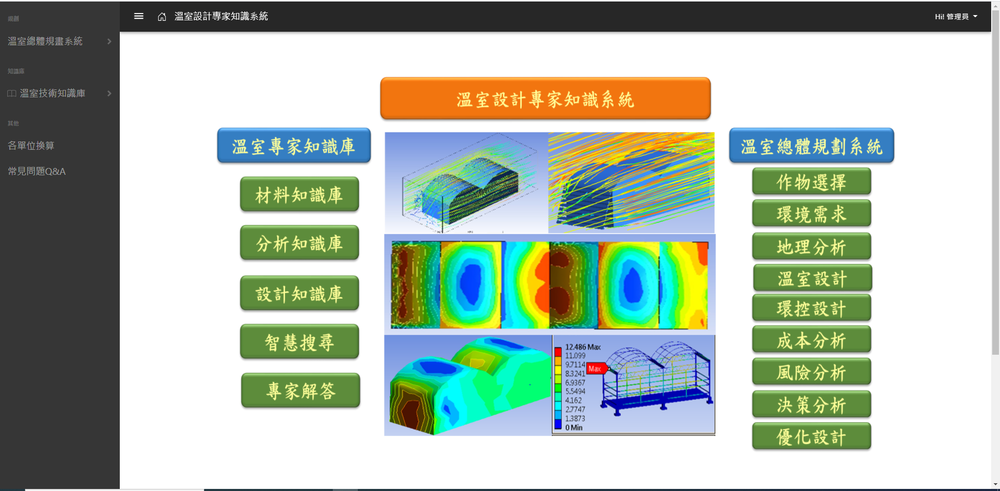 規劃
溫室總體規畫系統
知識庫
溫室技術知識庫
其他
各單位換算
常見問題Q&A
溫室設計專家知識系統
Hi! 管理員
溫室設計專家知識系統
溫室專家知識庫
材料知識庫
分析知識庫
設計知識庫
智慧搜尋
專家解答
12.486 Max
11.099
9.7114
8.3241
6.9367
5.5494
4.162
2.7747
1.3873
0 Min
Max
溫室總體規劃系統
作物選擇
環境需求
地理分析
溫室設計
環控設計
成本分析
風險分析
決策分析
優化設計